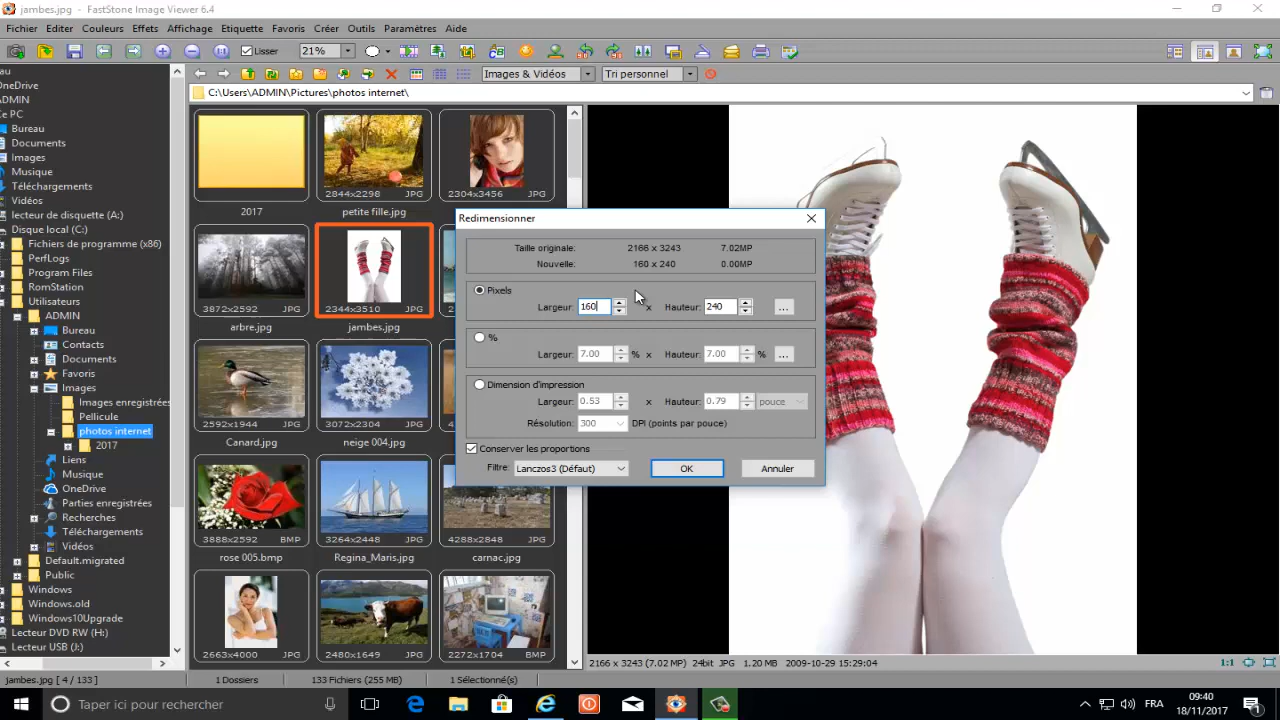 jambes.jpg - FastStone Image Viewer 6.4
Fichier Editer Couleurs Effets Affichage Etiquette Favoris Créer Outils Paramètres Aide
Lisser 21%
Images & Vidéos Tri personnel
C:\Users\ADMIN\Pictures\photos internet\
au
OneDrive
ADMIN
Ce PC
Bureau
Documents
Images
Musique
Téléchargements
Vidéos
lecteur de disquette (A:)
Disque local (C:)
Fichiers de programme (x86)
PerfLogs
Program Files
RomStation
Utilisateurs
ADMIN
Bureau
Contacts
Documents
Favoris
Images
Images enregistrées
Pellicule
photos internet
2017
Liens
Musique
OneDrive
Parties enregistrées
Recherches
Téléchargements
Vidéos
Default.migrated
Public
Windows
Windows.old
Windows10Upgrade
Lecteur DVD RW (H:)
Lecteur USB (J:)
2017
2844x2298 JPG
petite fille.jpg
2304x3456 JPG
3872x2592 JPG
arbre.jpg
2344x3510 JPG
jambes.jpg
2592x1944 JPG
Canard.jpg
3072x2304 JPG
neige 004.jpg
3888x2592 BMP
rose 005.bmp
3264x2448 JPG
Regina_Maris.jpg
4288x2848 JPG
carnac.jpg
2663x4000 JPG
2480x1649 JPG
2272x1704 BMP
Redimensionner
Taille originale: 2166 x 3243 7.02MP
Nouvelle: 160 x 240 0.00MP
Pixels
Largeur: 160 x Hauteur: 240 ...
%
Largeur: 7.00 % x Hauteur: 7.00 % ...
Dimension d'impression
Largeur: 0.53 x Hauteur: 0.79 pouce
Résolution: 300 DPI (points par pouce)
Conserver les proportions
Filtre: Lanczos3 (Défaut) OK Annuler
2166 x 3243 (7.02 MP) 24bit JPG 1.20 MB 2009-10-29 15:29:04 1:1
jambes.jpg [ 4 / 133 ] 1 Dossiers 133 Fichiers (255 MB) 1 Sélectionné(s)
Taper ici pour rechercher
FRA
09:40
18/11/2017